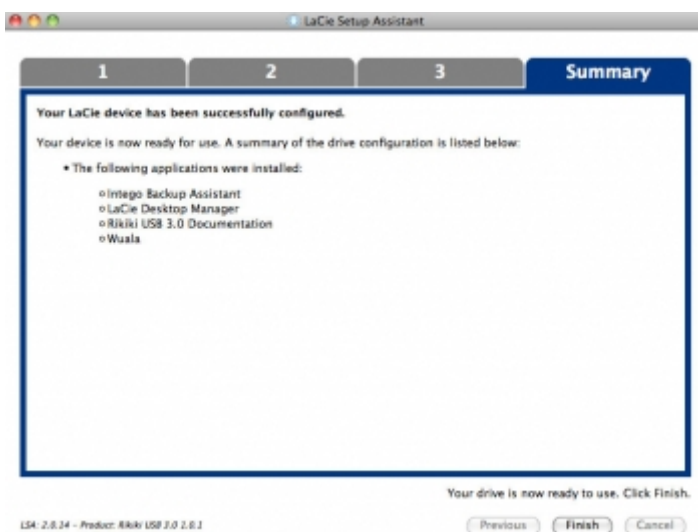 LaCie Setup Assistant
1 2 3 Summary
Your LaCie device has been successfully configured.
Your device is now ready for use. A summary of the drive configuration is listed below:
• The following applications were installed:
Intego Backup Assistant
LaCie Desktop Manager
Rikiki USB 3.0 Documentation
Wuala
Your drive is now ready to use. Click Finish.
LSA: 2.8.14 - Product: Rikiki USB 3.0 1.0.1
Previous Finish Cancel